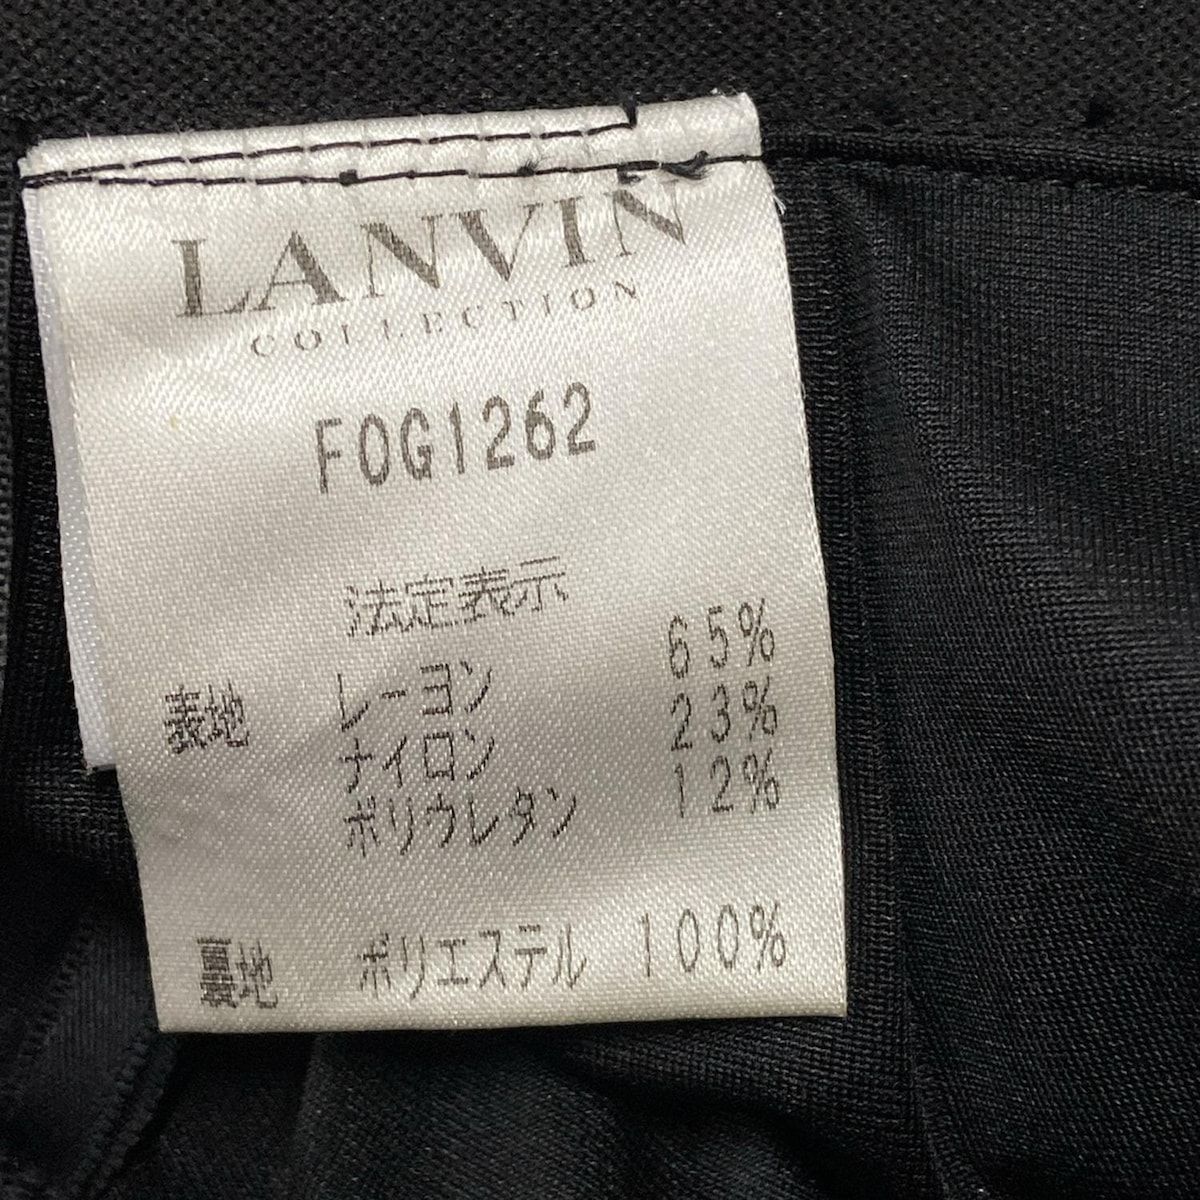 LANVIN
COLLECTION
FOG1262
法定表示
表地 レーヨン 65%
ナイロン 23%
ポリウレタン 12%
裏地 ポリエステル 100%